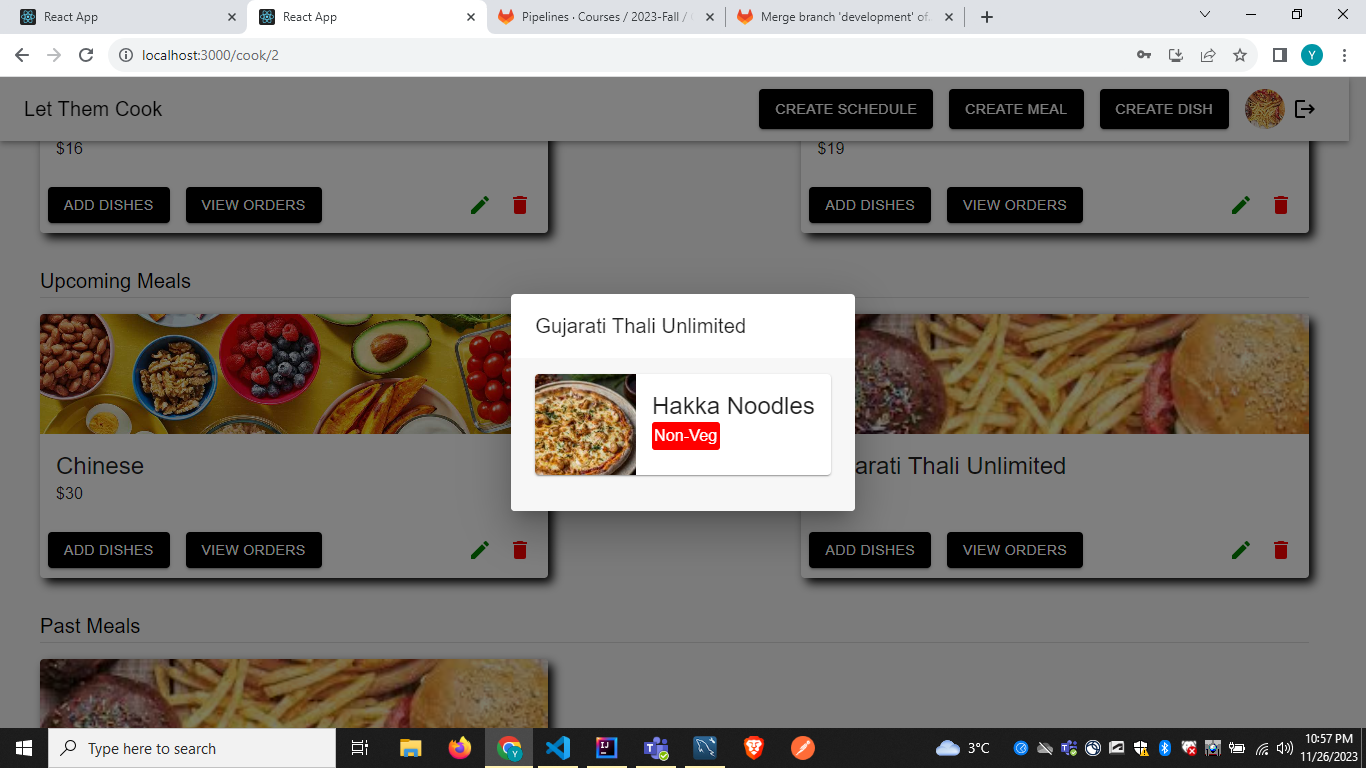 React App
React App
Pipelines · Courses / 2023-Fall /
Merge branch 'development' of
localhost:3000/cook/2
Y
Let Them Cook
CREATE SCHEDULE
CREATE MEAL
CREATE DISH
$16
$19
ADD DISHES
VIEW ORDERS
ADD DISHES
VIEW ORDERS
Upcoming Meals
Gujarati Thali Unlimited
Hakka Noodles
Non-Veg
Chinese
$30
arati Thali Unlimited
ADD DISHES
VIEW ORDERS
ADD DISHES
VIEW ORDERS
Past Meals
Type here to search
3°C
10:57 PM
11/26/2023